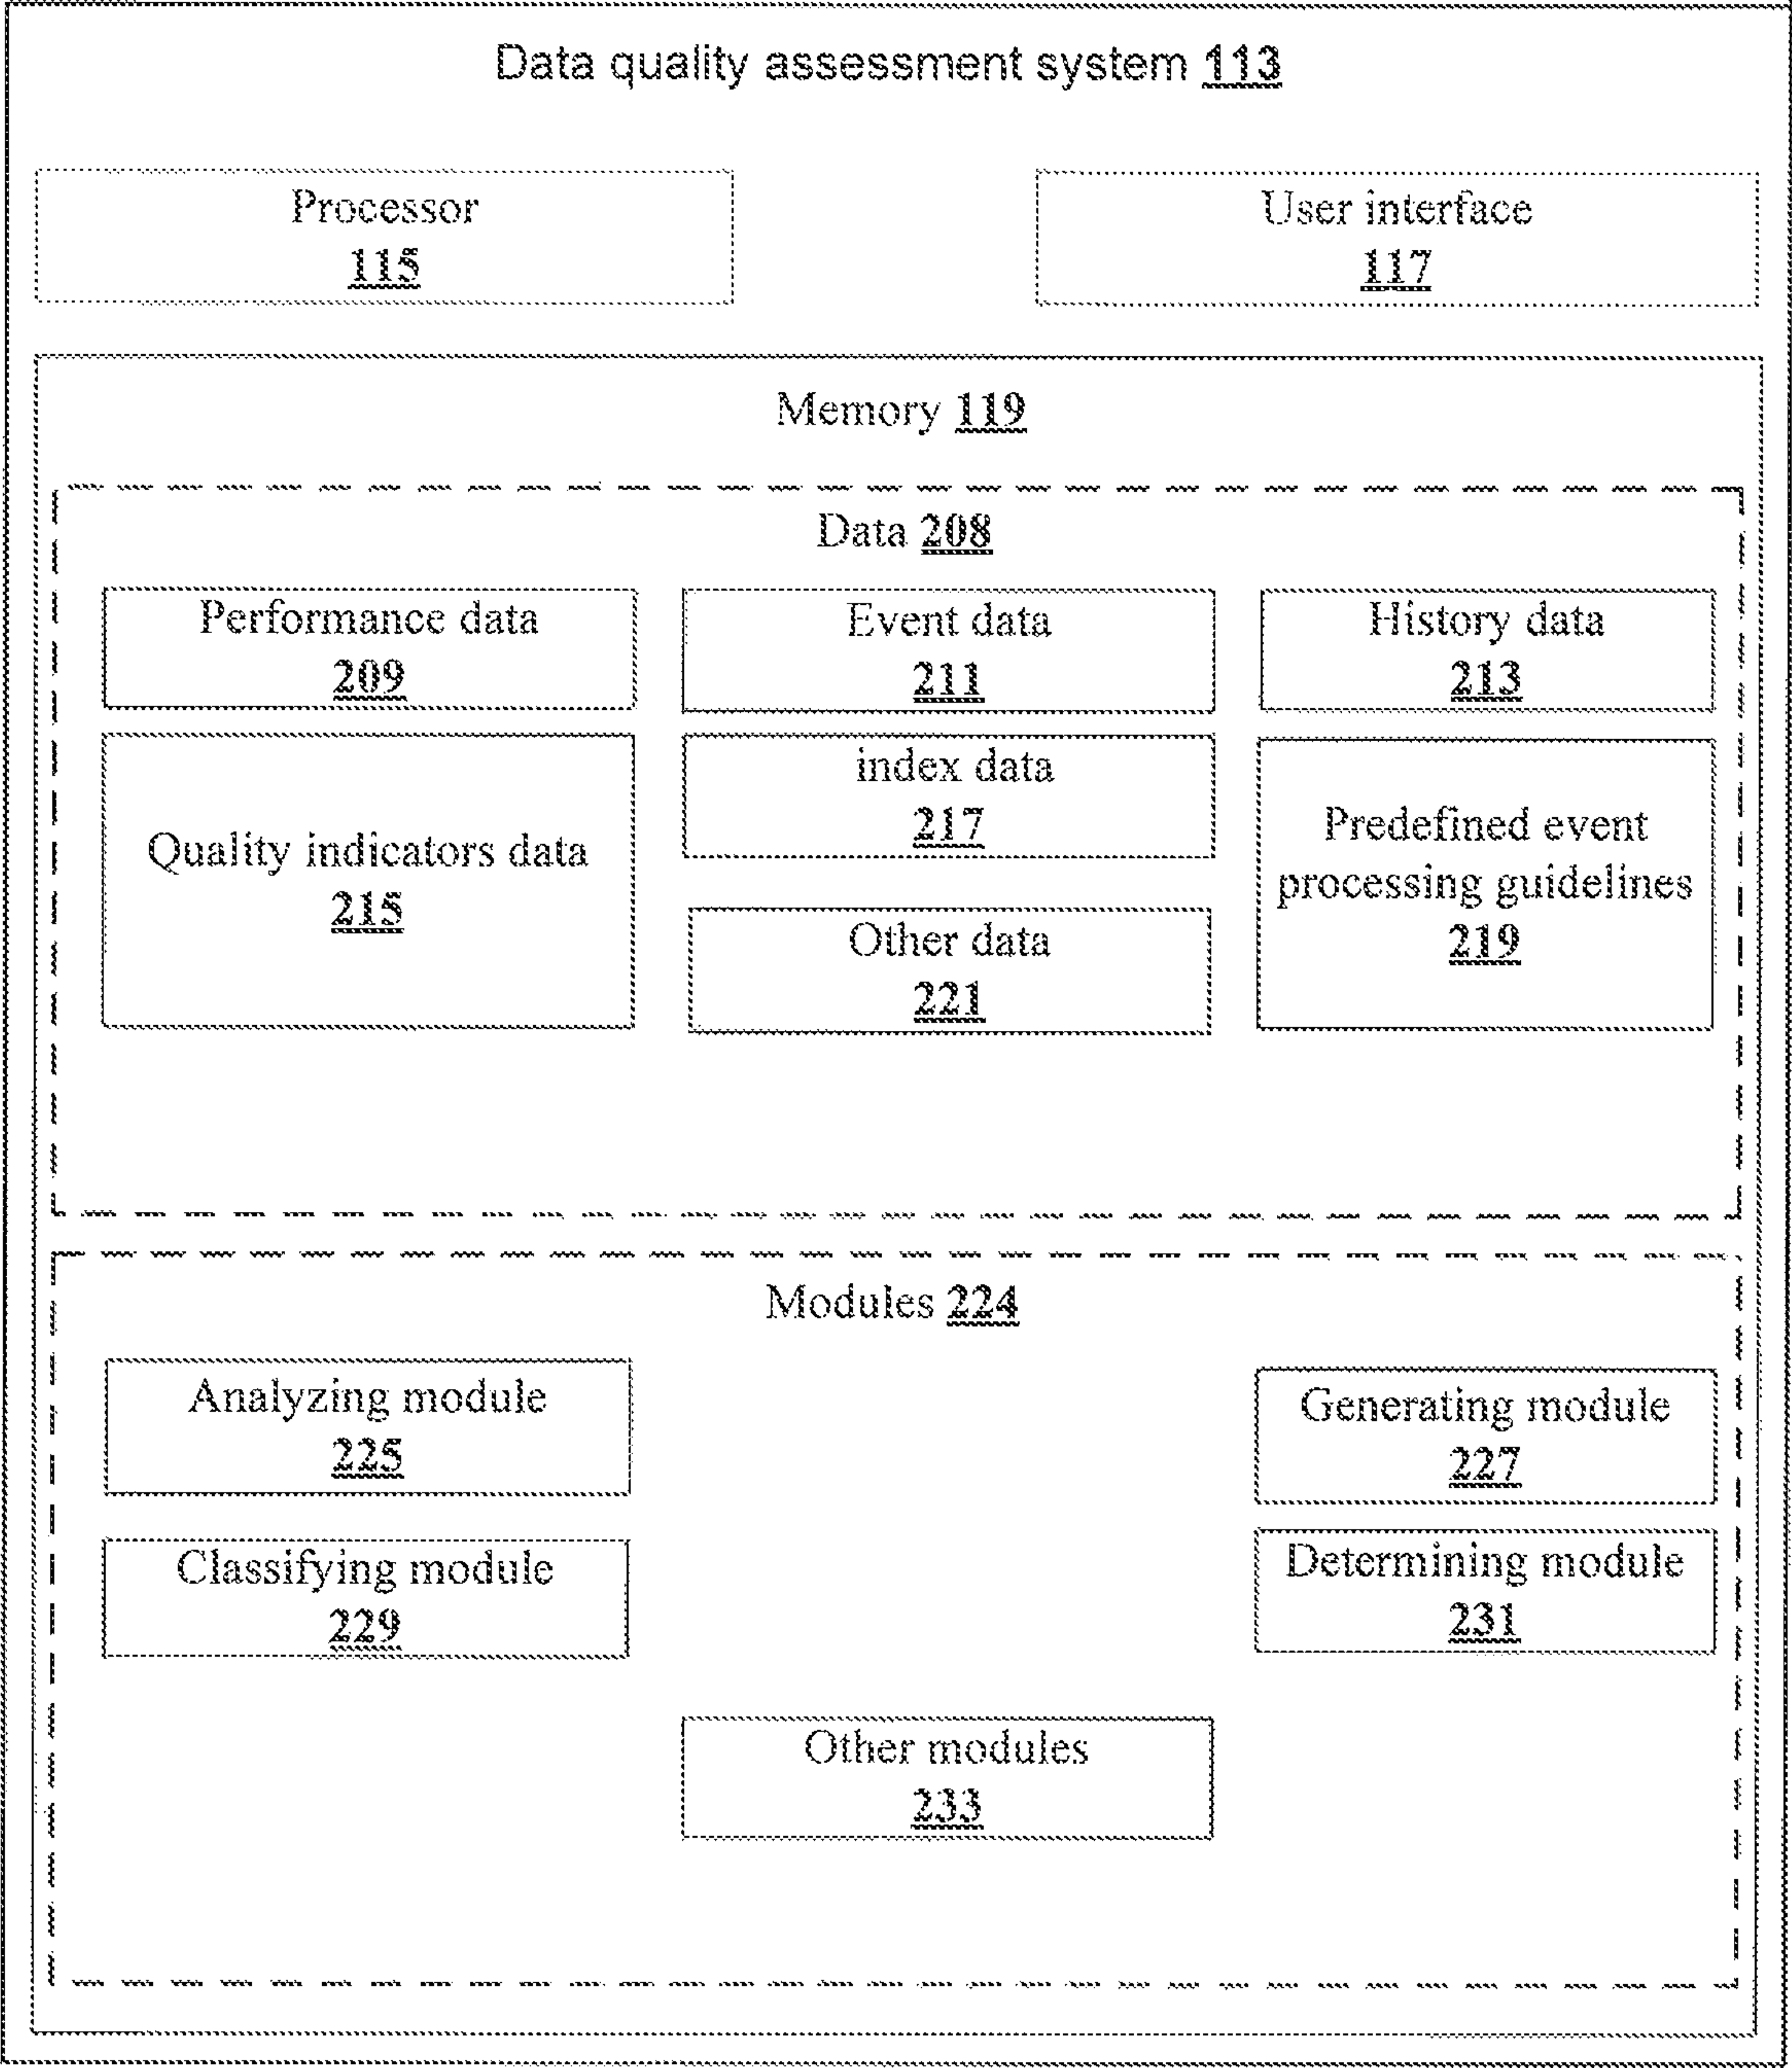 Data quality assessment system 113
Processor
115
User interface
117
Memory 119
Data 208
Performance data
209
Event data
211
History data
213
Quality indicators data
215
index data
217
Predefined event
processing guidelines
219
Other data
221
Modules 224
Analyzing module
225
Generating module
227
Classifying module
229
Determining module
231
Other modules
233